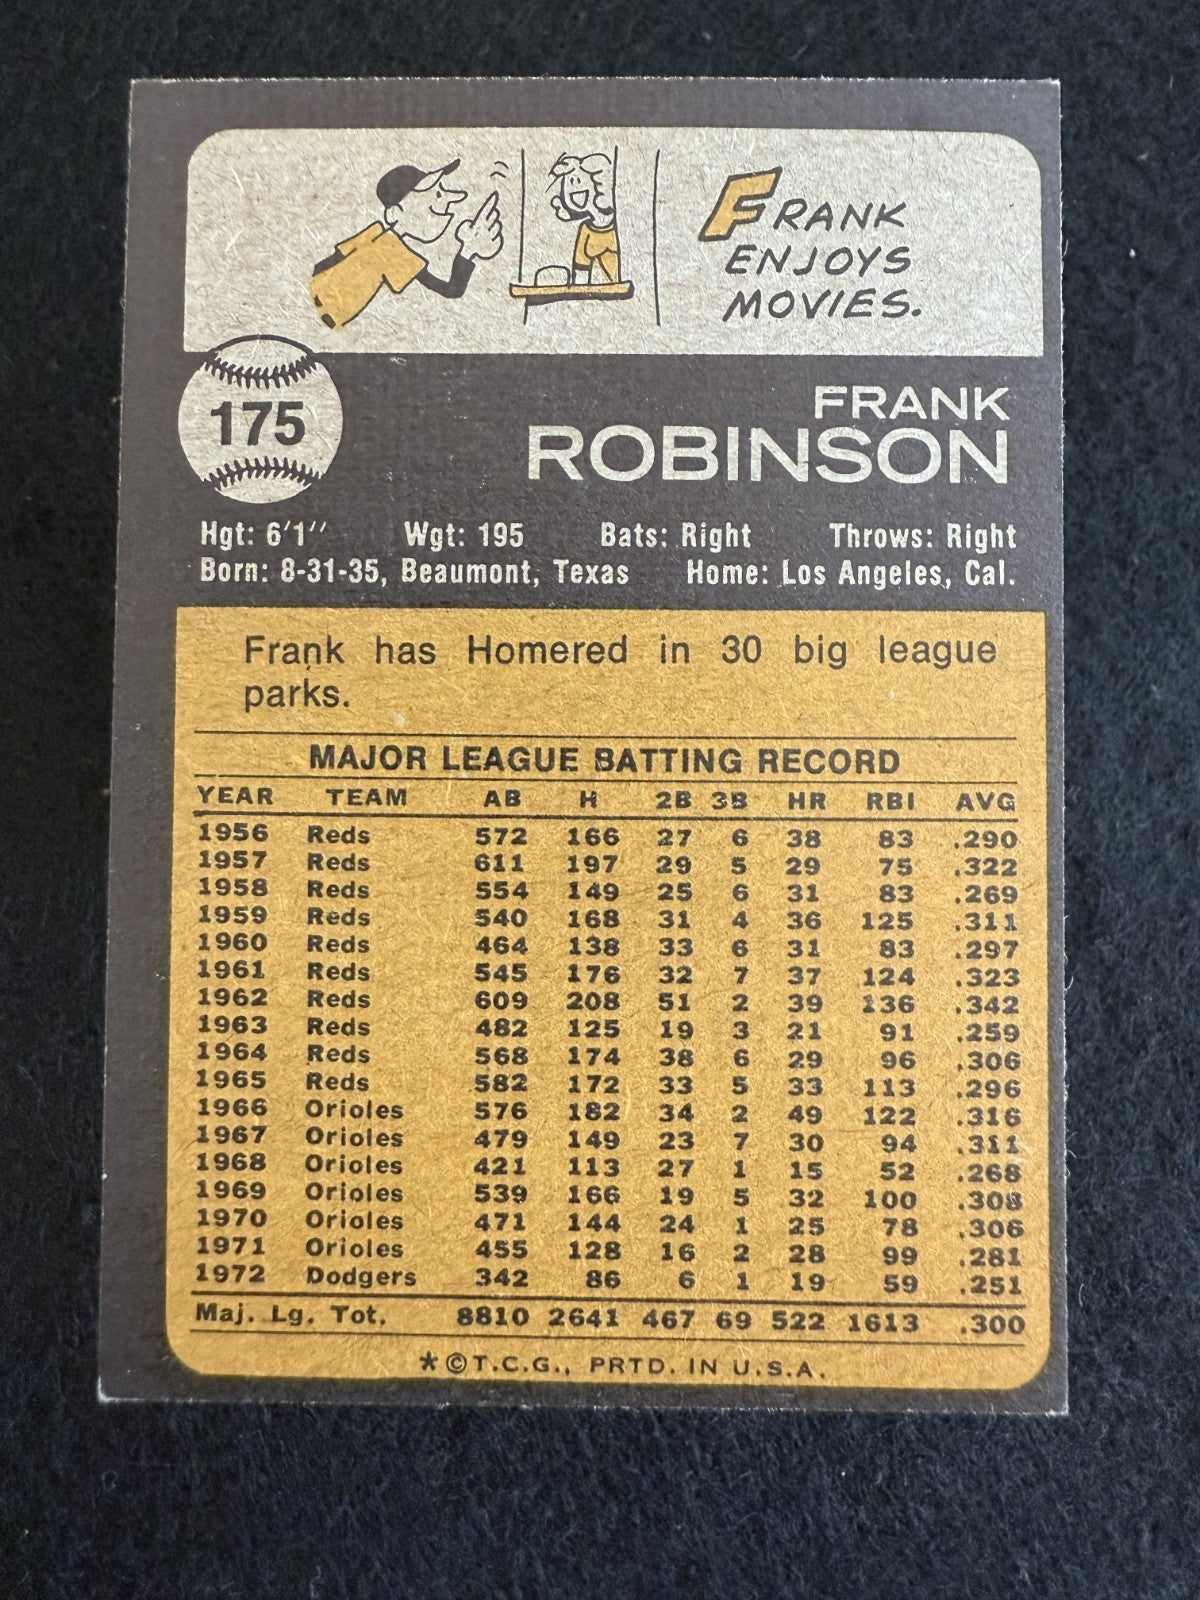 FRANK
ENJOYS
MOVIES.
175
FRANK
ROBINSON
Hgt: 6'1'' Wgt: 195 Bats: Right Throws: Right
Born: 8-31-35, Beaumont, Texas Home: Los Angeles, Cal.
Frank has Homered in 30 big league
parks.
MAJOR LEAGUE BATTING RECORD
YEAR TEAM AB H 2B 3B HR RBI AVG
1956 Reds 572 166 27 6 38 83 .290
1957 Reds 611 197 29 5 29 75 .322
1958 Reds 554 149 25 6 31 83 .269
1959 Reds 540 168 31 4 36 125 .311
1960 Reds 464 138 33 6 31 83 .297
1961 Reds 545 176 32 7 37 124 .323
1962 Reds 609 208 51 2 39 136 .342
1963 Reds 482 125 19 3 21 91 .259
1964 Reds 568 174 38 6 29 96 .306
1965 Reds 582 172 33 5 33 113 .296
1966 Orioles 576 182 34 2 49 122 .316
1967 Orioles 479 149 23 7 30 94 .311
1968 Orioles 421 113 27 1 15 52 .268
1969 Orioles 539 166 19 5 32 100 .308
1970 Orioles 471 144 24 1 25 78 .306
1971 Orioles 455 128 16 2 28 99 .281
1972 Dodgers 342 86 6 1 19 59 .251
Maj. Lg. Tot. 8810 2641 467 69 522 1613 .300
*©T.C.G., PRTD. IN U.S.A.